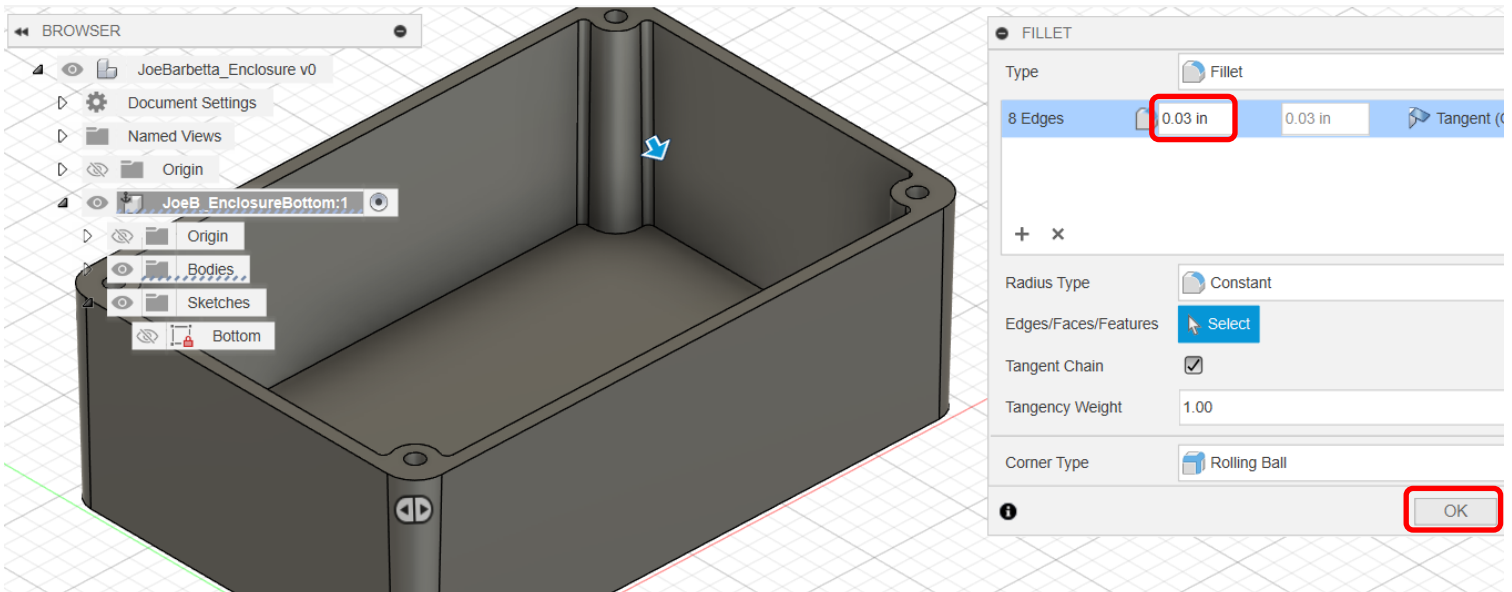 BROWSER
JoeBarbetta_Enclosure v0
Document Settings
Named Views
Origin
JoeB_EnclosureBottom:1
Origin
Bodies
Sketches
Bottom
FILLET
Type Fillet
8 Edges 0.03 in 0.03 in Tangent (
Radius Type Constant
Edges/Faces/Features Select
Tangent Chain
Tangency Weight 1.00
Corner Type Rolling Ball
OK